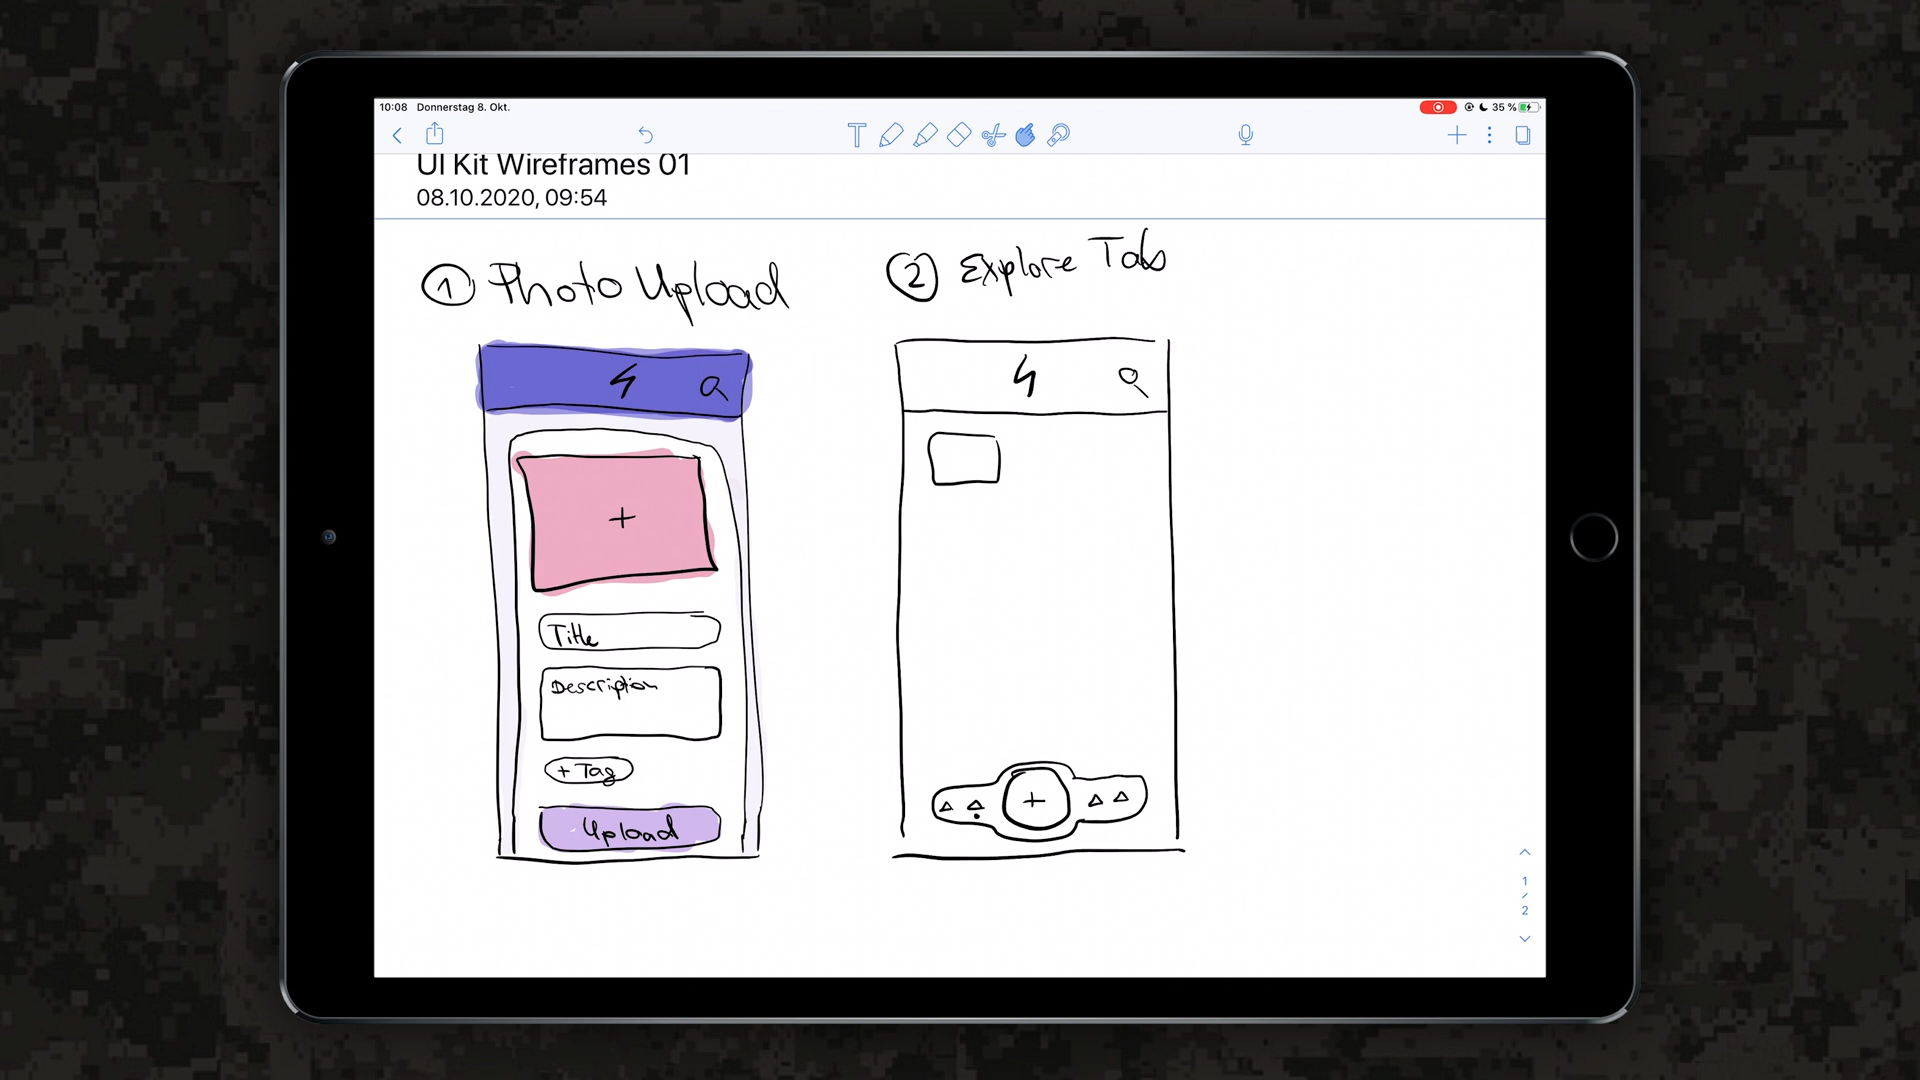 10:08 Donnerstag 8. Okt.
35 %
UI Kit Wireframes 01
08.10.2020, 09:54
1 Photo Upload
2 Explore Tab
+
Title
Description
+ Tag
Upload
+
1
/
2